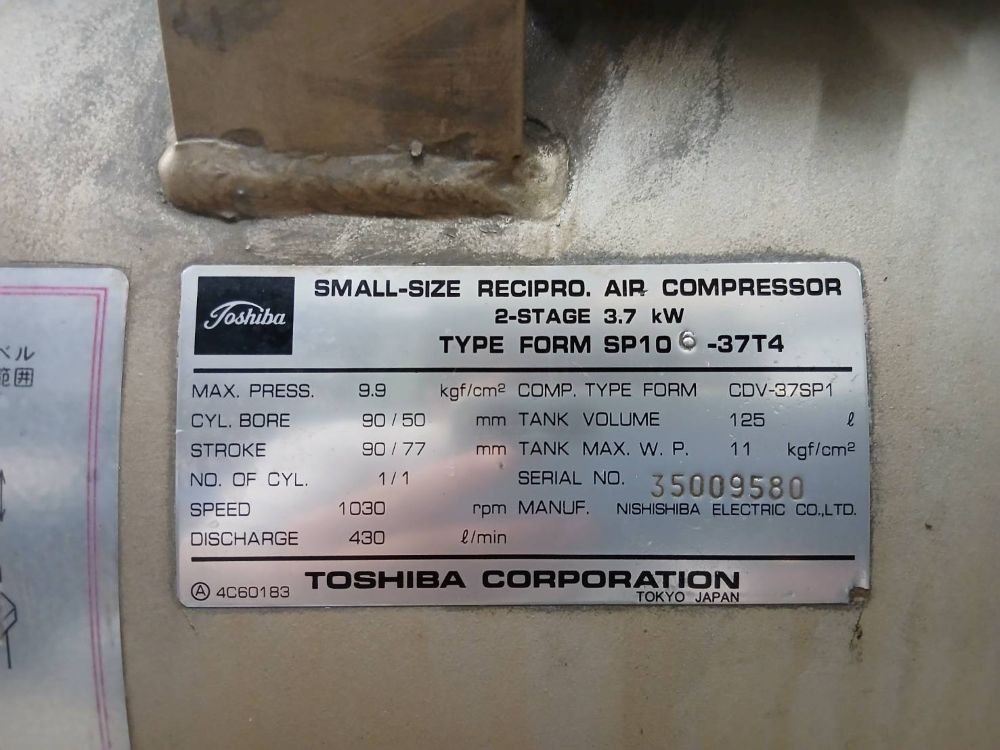 ベル
範囲
Toshiba
SMALL-SIZE RECIPRO. AIR COMPRESSOR
2-STAGE 3.7 kW
TYPE FORM SP106-37T4
MAX. PRESS. 9.9 kgf/cm² COMP. TYPE FORM CDV-37SP1
CYL. BORE 90/50 mm TANK VOLUME 125 ℓ
STROKE 90/77 mm TANK MAX. W. P. 11 kgf/cm²
NO. OF CYL. 1/1 SERIAL NO. 35009580
SPEED 1030 rpm MANUF. NISHISHIBA ELECTRIC CO.,LTD.
DISCHARGE 430 ℓ/min
Ⓐ 4C60183 TOSHIBA CORPORATION
TOKYO JAPAN